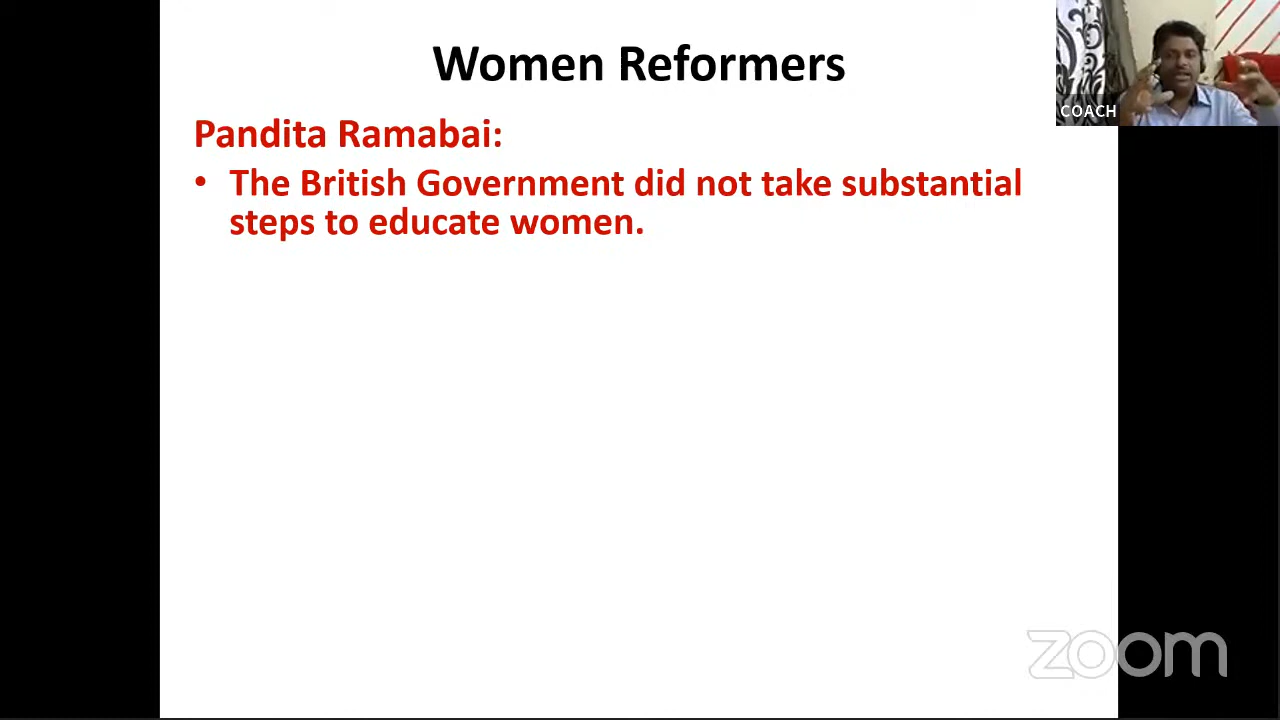 Women Reformers
COACH
Pandita Ramabai:
• The British Government did not take substantial
steps to educate women.
zoom